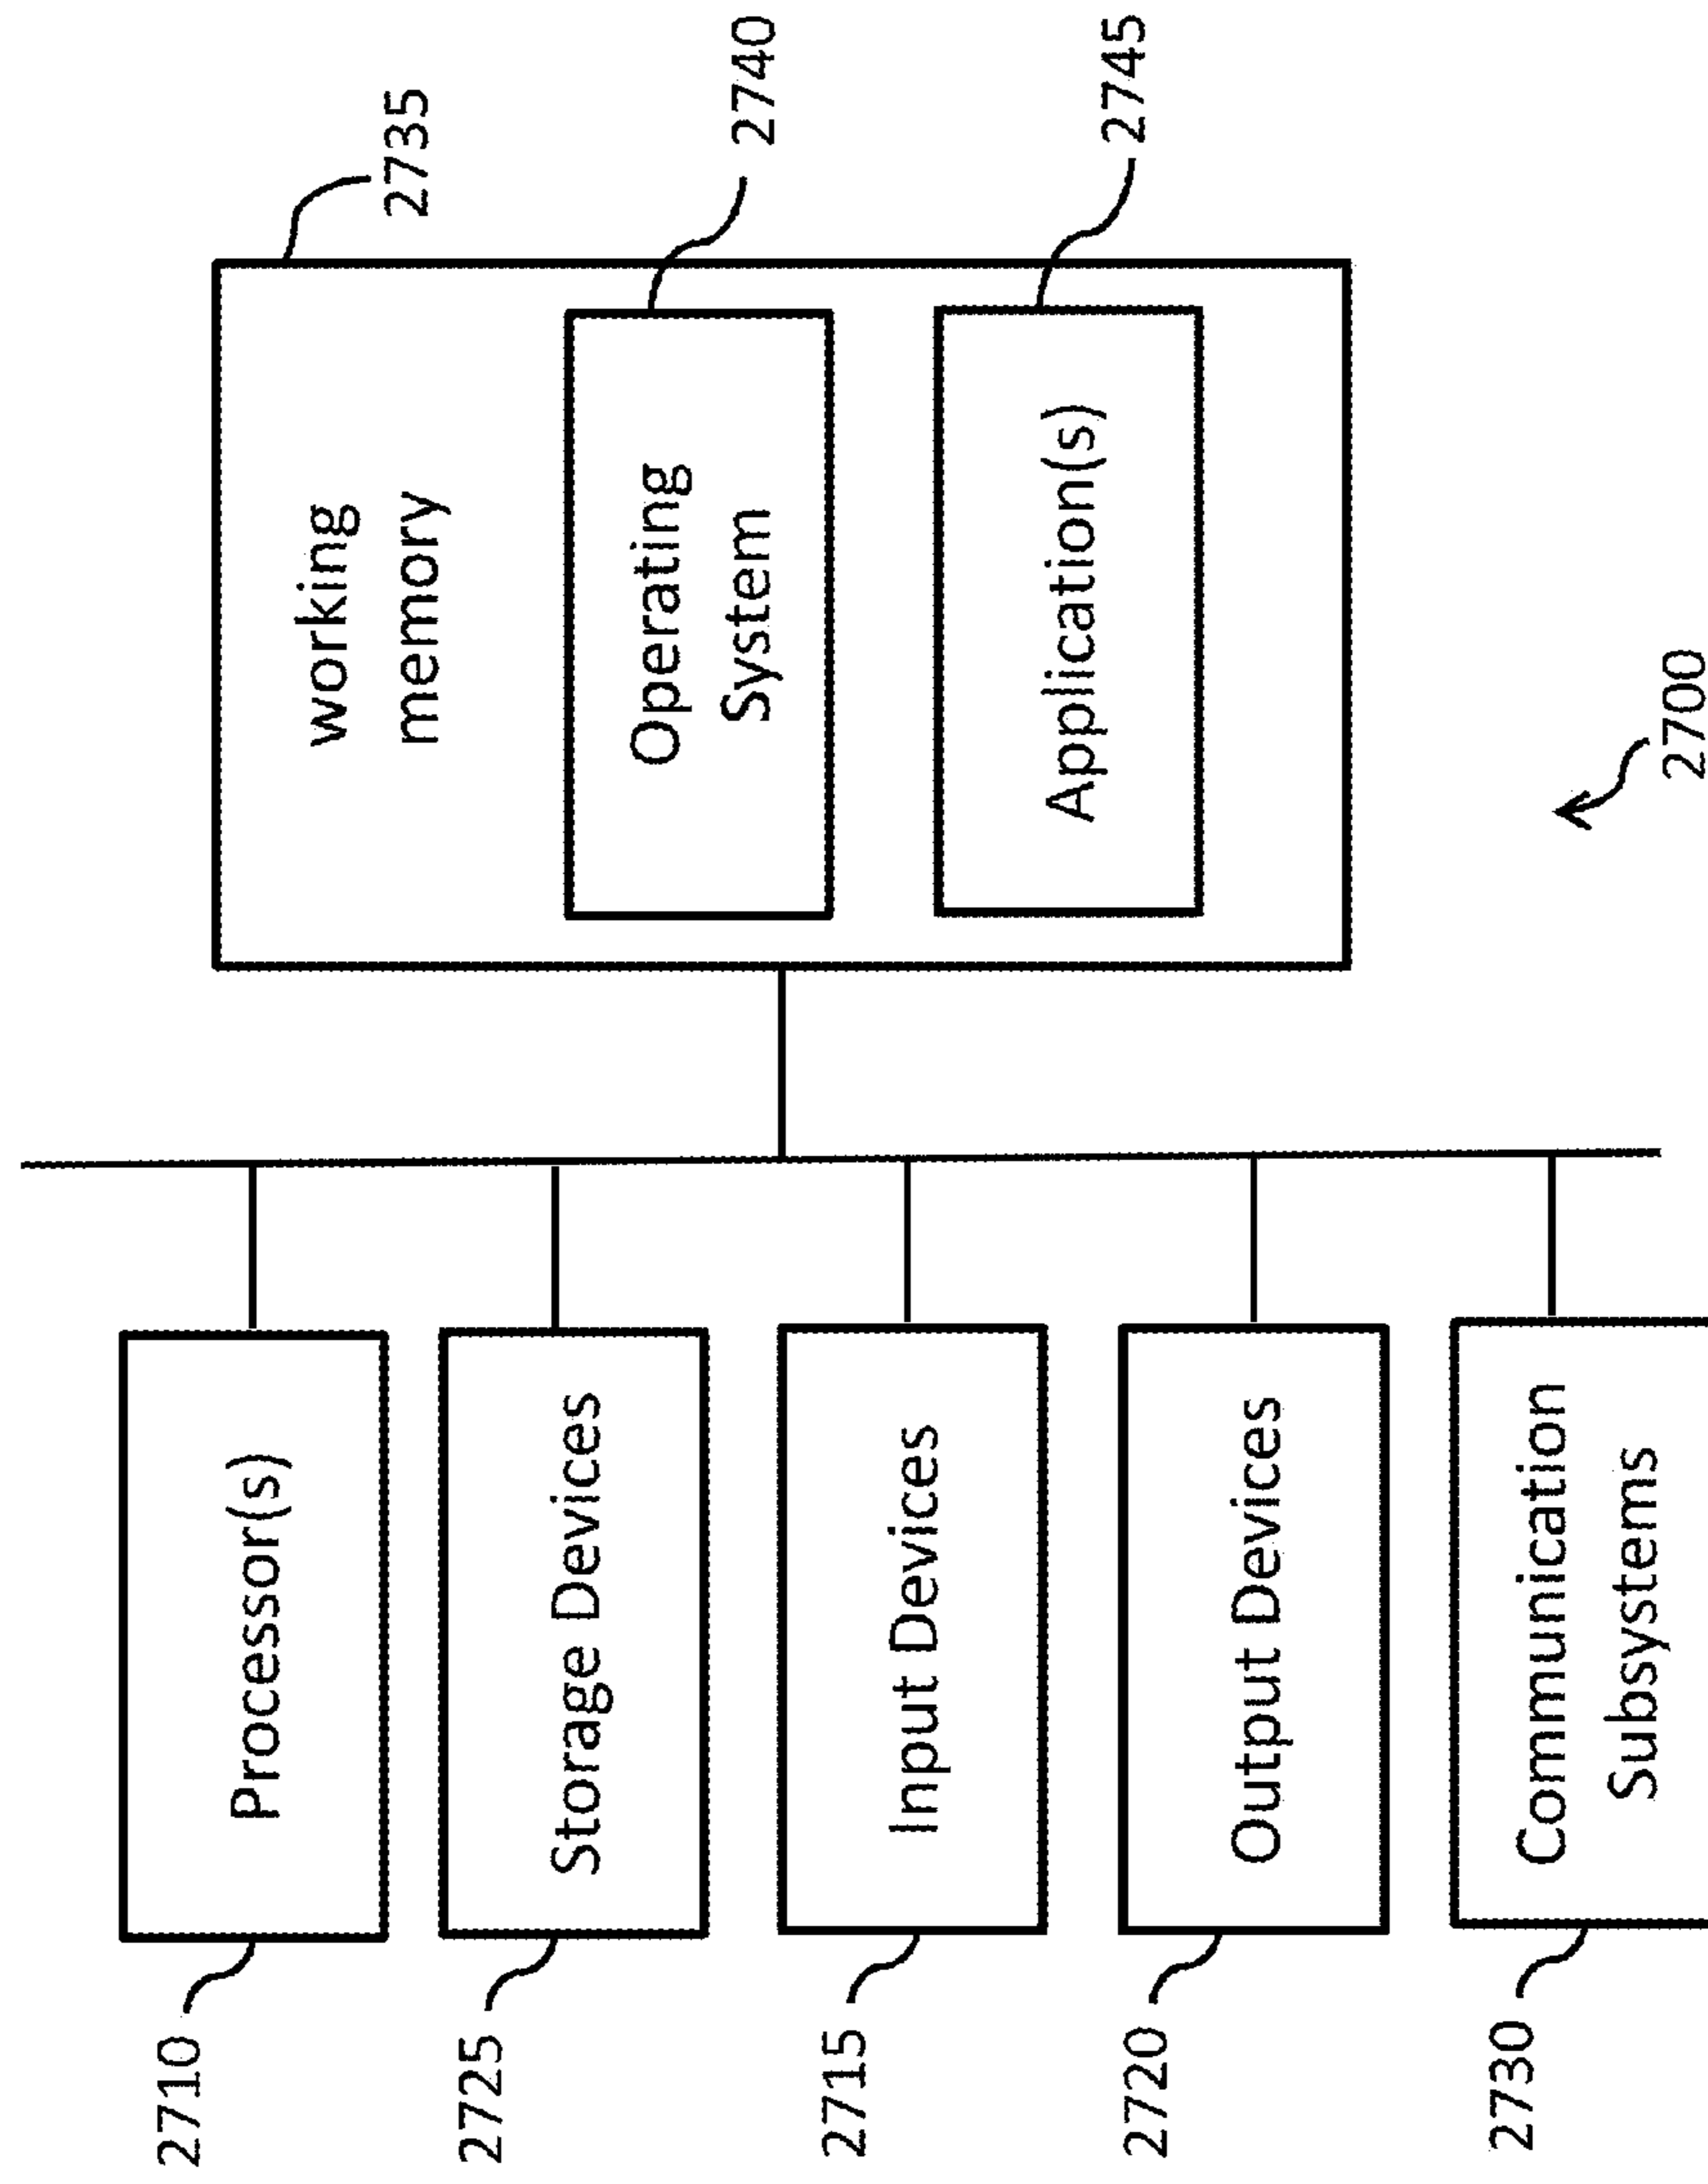 2710
Processor(s)
2725
Storage Devices
2715
Input Devices
2720
Output Devices
2730
Communication
Subsystems
working
memory
2735
Operating
System
2740
Application(s)
2745
2700